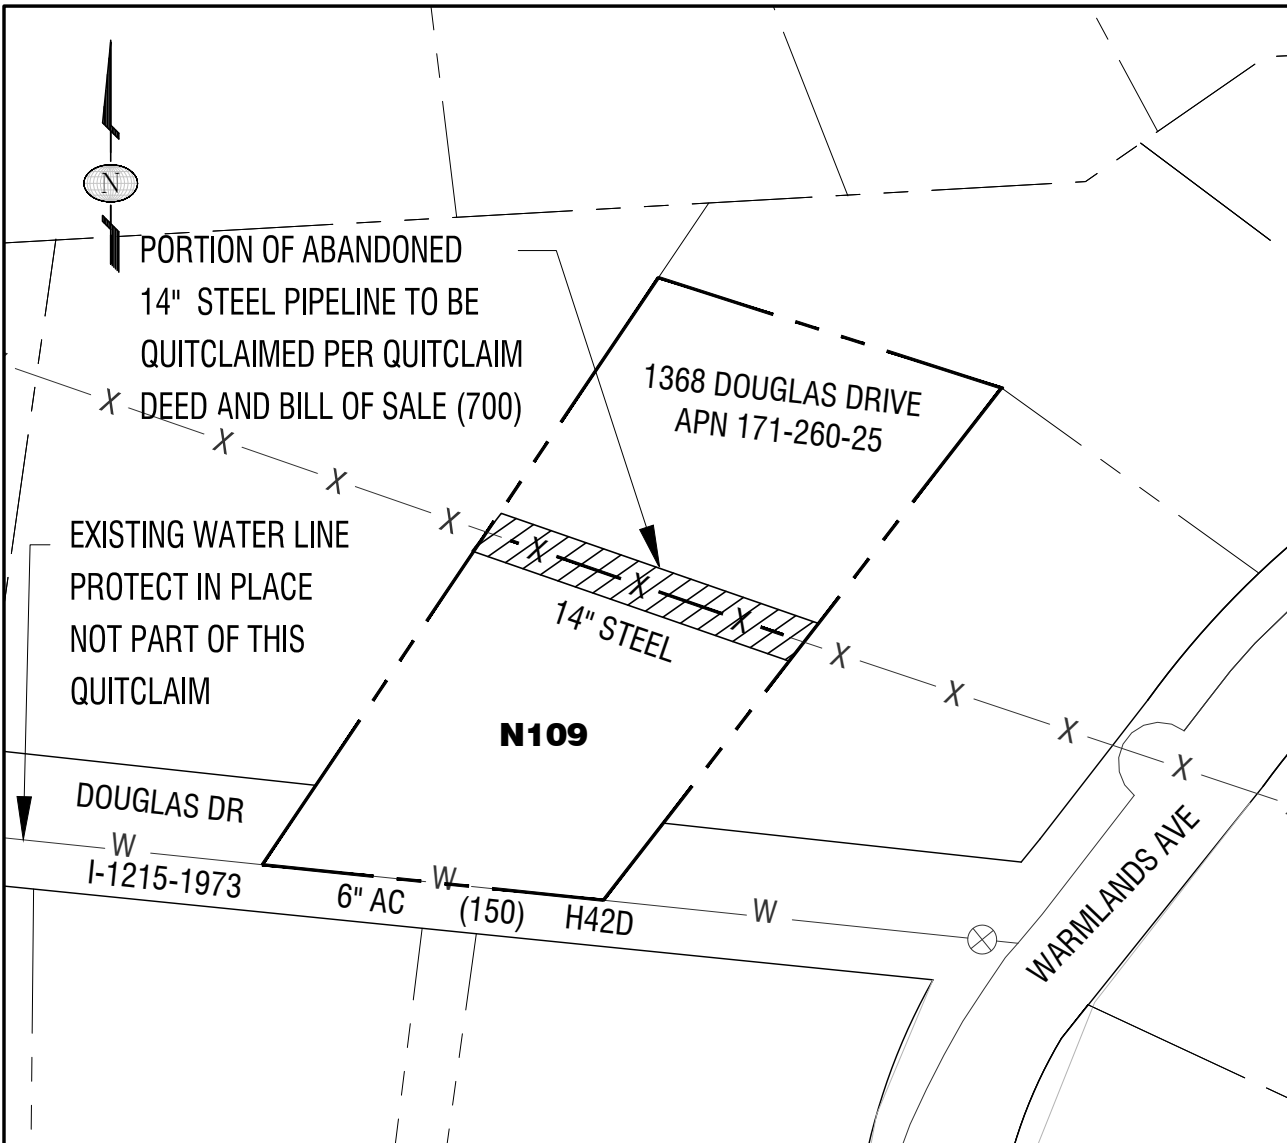 N
PORTION OF ABANDONED
14" STEEL PIPELINE TO BE
QUITCLAIMED PER QUITCLAIM
DEED AND BILL OF SALE (700)
1368 DOUGLAS DRIVE
APN 171-260-25
X
X
X
X
X
X
X
X
X
X
X
EXISTING WATER LINE
PROTECT IN PLACE
NOT PART OF THIS
QUITCLAIM
14" STEEL
N109
DOUGLAS DR
W
I-1215-1973
W
6" AC
(150)
H42D
W
WARMLANDS AVE